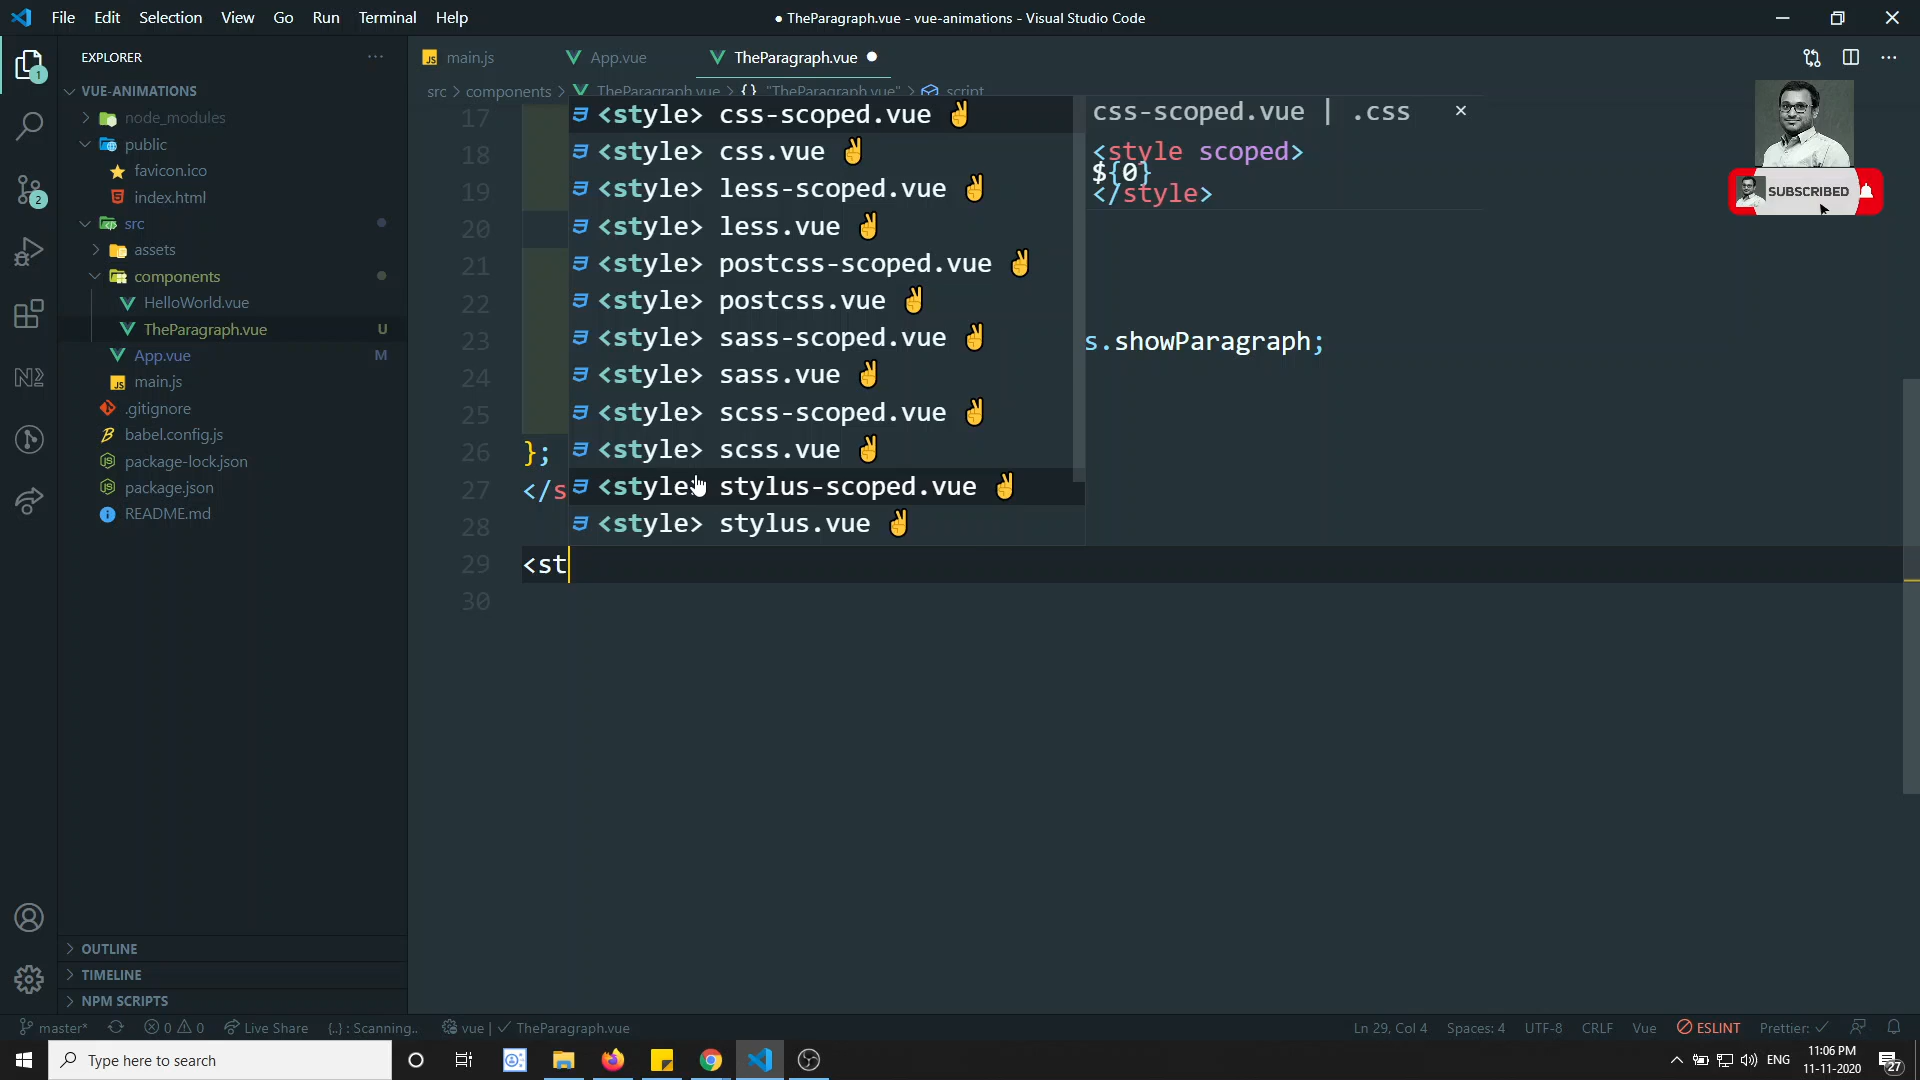 File Edit Selection View Go Run Terminal Help
● TheParagraph.vue - vue-animations - Visual Studio Code
EXPLORER
VUE-ANIMATIONS
node_modules
public
favicon.ico
index.html
src
assets
components
HelloWorld.vue
TheParagraph.vue U
App.vue M
main.js
.gitignore
babel.config.js
package-lock.json
package.json
README.md
OUTLINE
TIMELINE
NPM SCRIPTS
1
2
main.js App.vue TheParagraph.vue ●
src > components > TheParagraph.vue > {} "TheParagraph.vue" > script
17
18
19
20
21
22
23 s.showParagraph;
24
25
26 };
27 </s
28
29 <st
30
<style> css-scoped.vue ✌
<style> css.vue ✌
<style> less-scoped.vue ✌
<style> less.vue ✌
<style> postcss-scoped.vue ✌
<style> postcss.vue ✌
<style> sass-scoped.vue ✌
<style> sass.vue ✌
<style> scss-scoped.vue ✌
<style> scss.vue ✌
<style> stylus-scoped.vue ✌
<style> stylus.vue ✌
css-scoped.vue | .css
<style scoped>
${0}
</style>
SUBSCRIBED
master* 0 0 Live Share {..} : Scanning.. vue | ✓ TheParagraph.vue
Ln 29, Col 4 Spaces: 4 UTF-8 CRLF Vue ESLINT Prettier: ✓
Type here to search
ENG
11:06 PM
11-11-2020
27